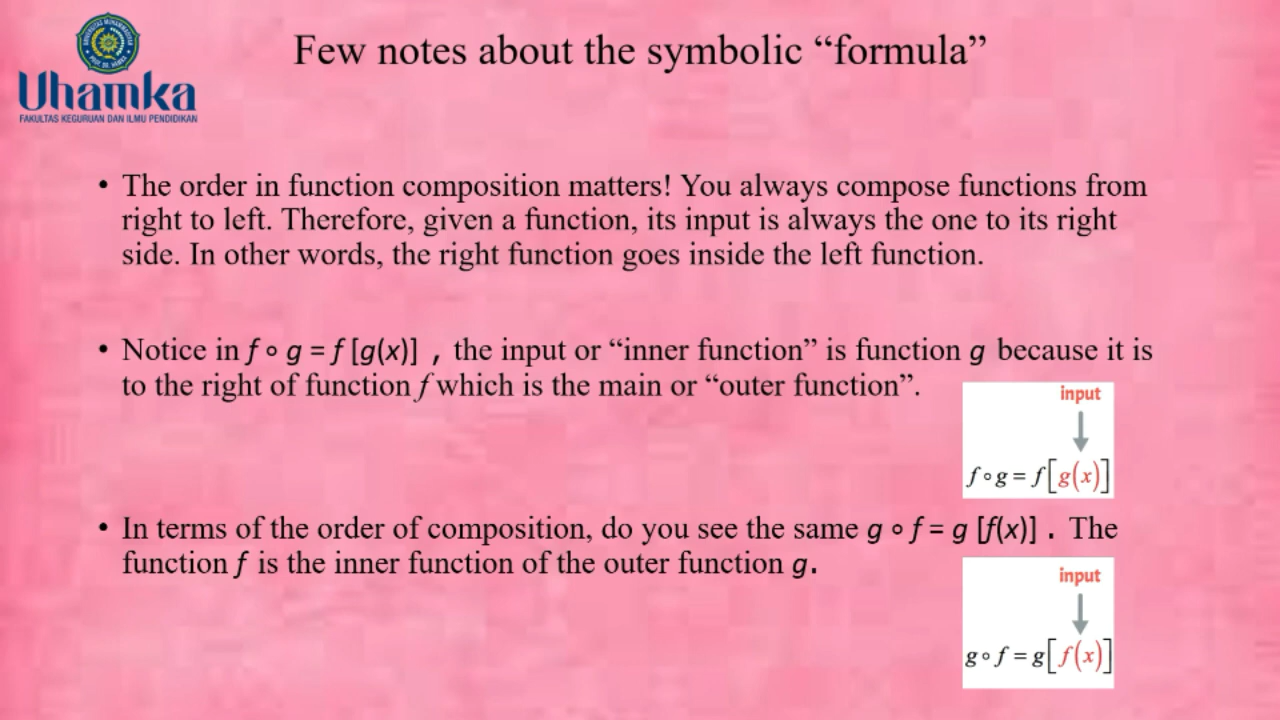 Few notes about the symbolic “formula”
Uhamka
FAKULTAS KEGURUAN DAN ILMU PENDIDIKAN
• The order in function composition matters! You always compose functions from
right to left. Therefore, given a function, its input is always the one to its right
side. In other words, the right function goes inside the left function.
• Notice in f ∘ g = f [g(x)] , the input or “inner function” is function g because it is
to the right of function f which is the main or “outer function”.
input
f∘g = f[g(x)]
• In terms of the order of composition, do you see the same g ∘ f = g [f(x)] . The
function f is the inner function of the outer function g.
input
g∘f = g[f(x)]